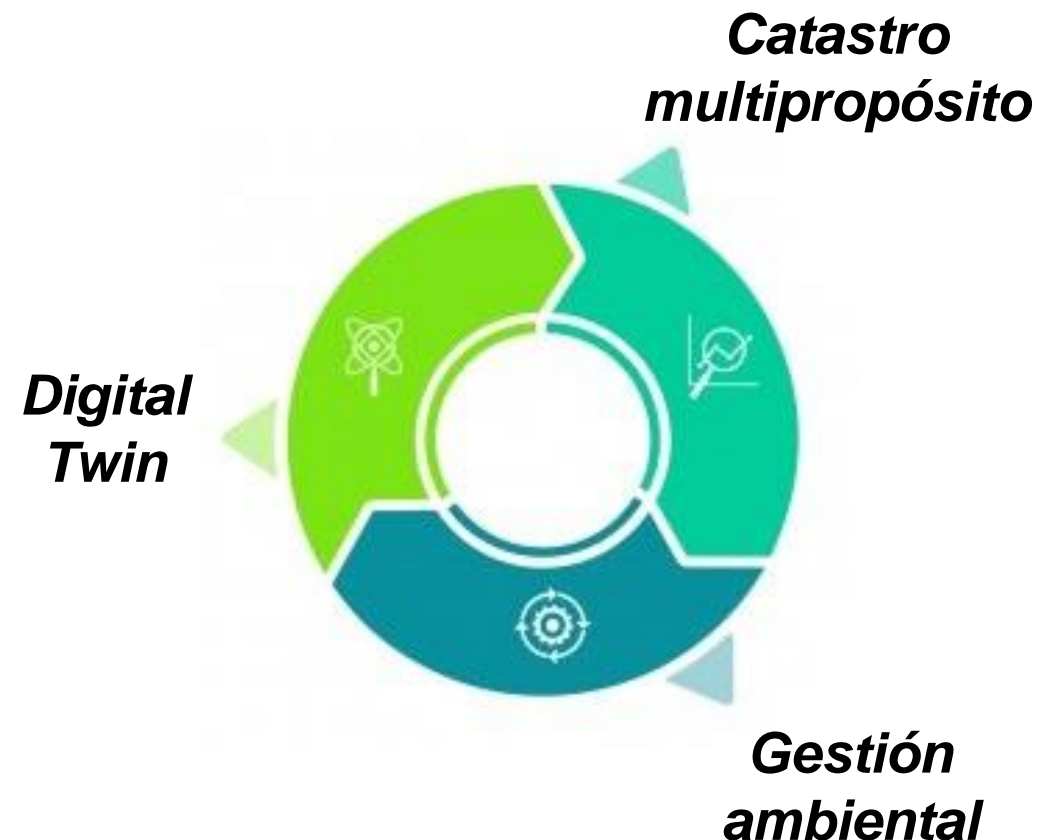 Catastro
multipropósito
Digital
Twin
Gestión
ambiental